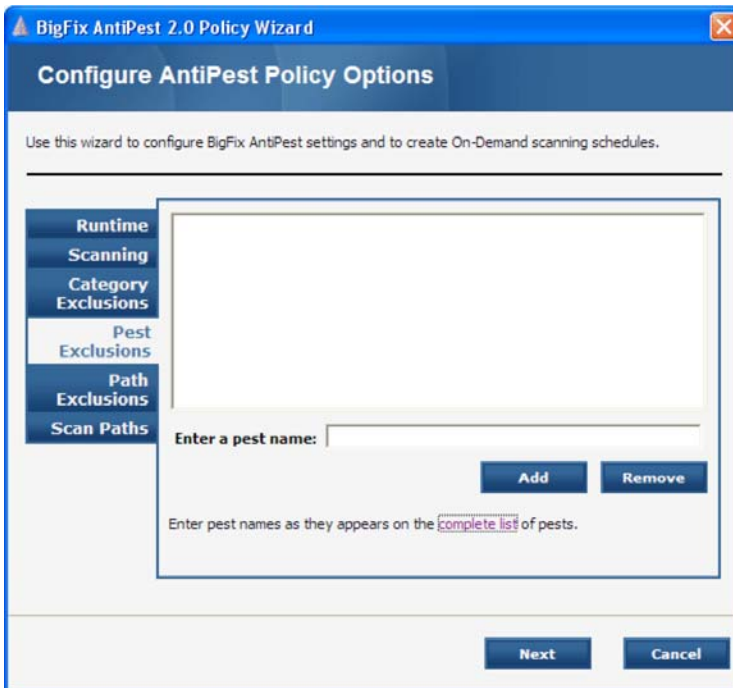 BigFix AntiPest 2.0 Policy Wizard
Configure AntiPest Policy Options
Use this wizard to configure BigFix AntiPest settings and to create On-Demand scanning schedules.
Runtime
Scanning
Category
Exclusions
Pest
Exclusions
Path
Exclusions
Scan Paths
Enter a pest name:
Add
Remove
Enter pest names as they appears on the complete list of pests.
Next
Cancel